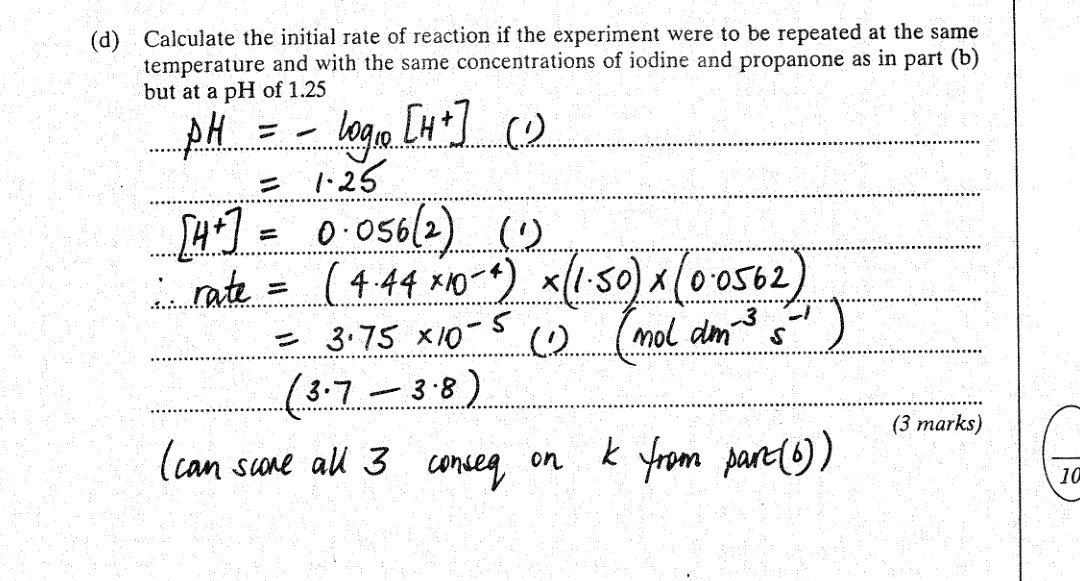 (d) Calculate the initial rate of reaction if the experiment were to be repeated at the same
temperature and with the same concentrations of iodine and propanone as in part (b)
but at a pH of 1.25
pH = - log₁₀ [H⁺] (1)
= 1.25
[H⁺] = 0.056(2) (1)
∴ rate = (4.44 ×10⁻⁴) ×(1.50) × (0.0562)
= 3.75 ×10⁻⁵ (1) (mol dm⁻³ s⁻¹)
(3.7 – 3.8)
(3 marks)
(can score all 3 conseq on k from part(b))
10